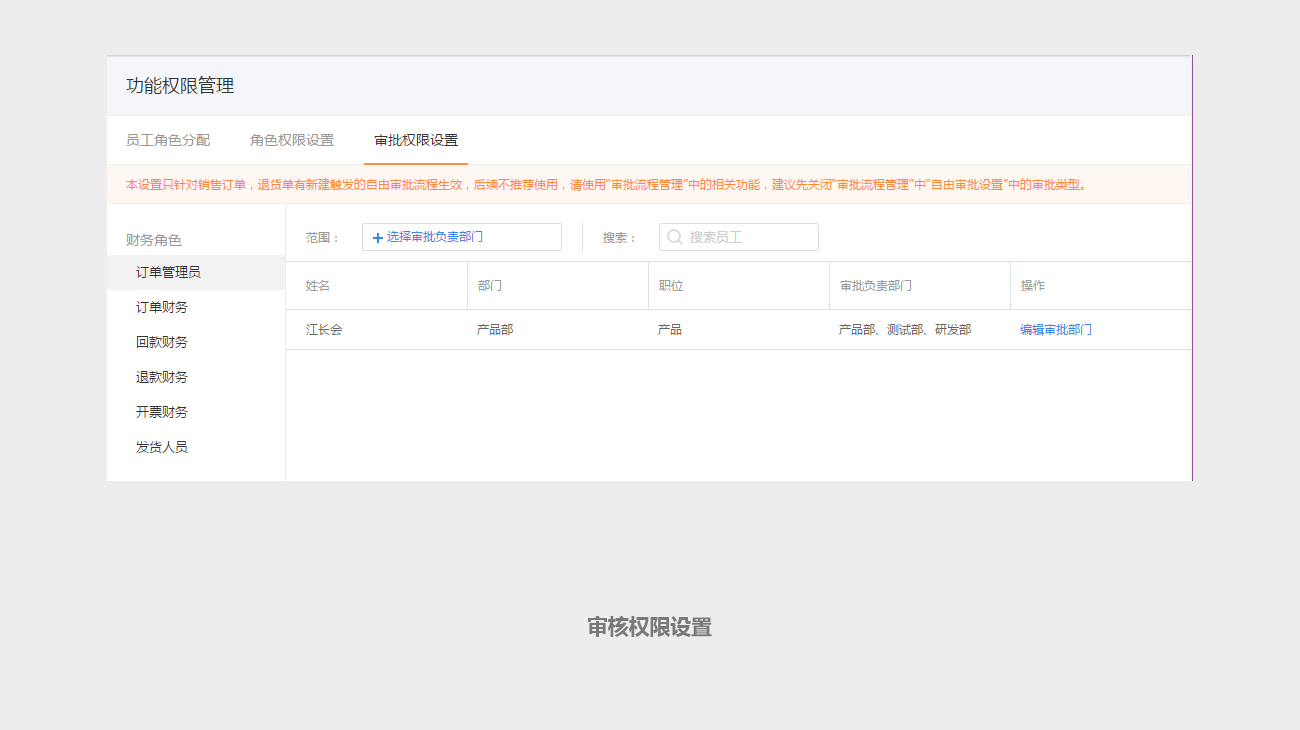 功能权限管理
员工角色分配 角色权限设置 审批权限设置
本设置只针对销售订单，退货单有新建触发的自由审批流程生效，后续不推荐使用，请使用“审批流程管理”中的相关功能，建议先关闭“审批流程管理”中“自由审批设置”中的审批类型。
财务角色
订单管理员
订单财务
回款财务
退款财务
开票财务
发货人员
范围： +选择审批负责部门 搜索： 搜索员工
姓名 部门 职位 审批负责部门 操作
江长会 产品部 产品 产品部、测试部、研发部 编辑审批部门
审核权限设置